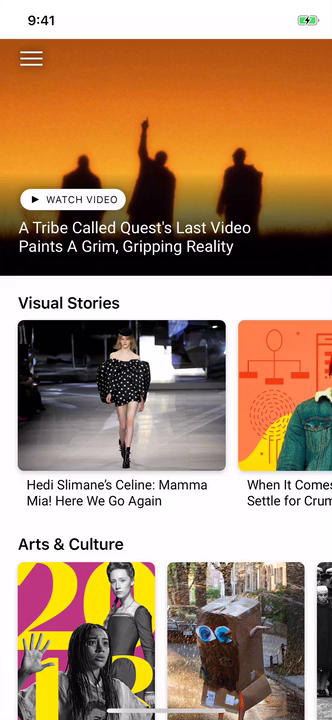 9:41
WATCH VIDEO
A Tribe Called Quest's Last Video
Paints A Grim, Gripping Reality
Visual Stories
Hedi Slimane's Celine: Mamma
Mia! Here We Go Again
When It Comes
Settle for Crum
Arts & Culture
20